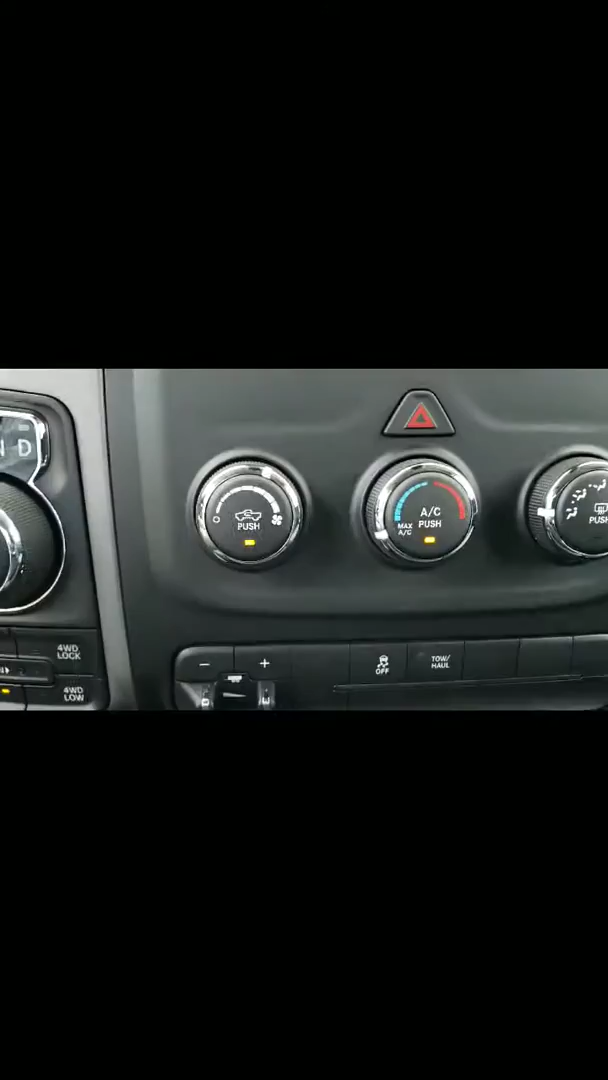 N D
PUSH
A/C
PUSH
MAX
A/C
PUSH
4WD
LOCK
4WD
LOW
− +
OFF
TOW/
HAUL